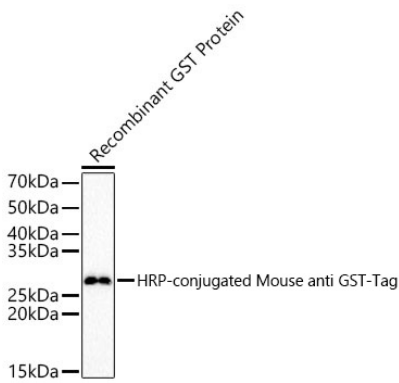 Recombinant GST Protein
70kDa
50kDa
40kDa
35kDa
HRP-conjugated Mouse anti GST-Tag
25kDa
20kDa
15kDa